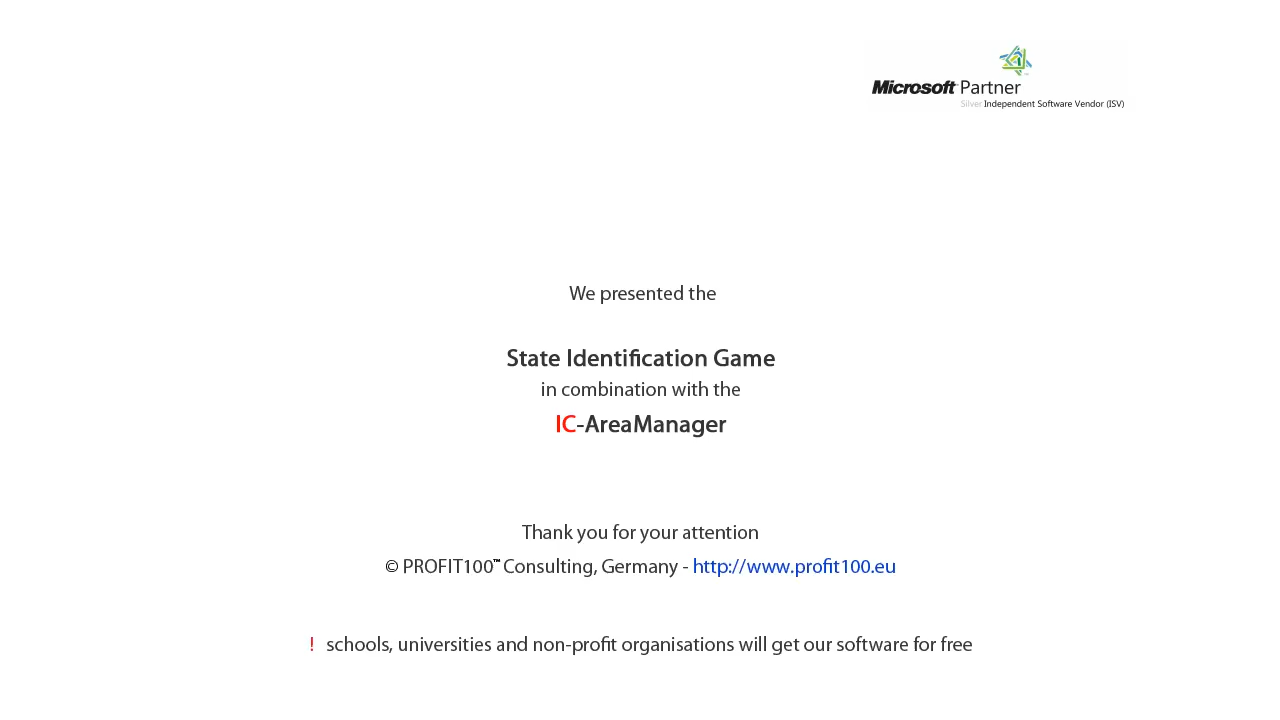 Microsoft Partner
Silver Independent Software Vendor (ISV)
We presented the
State Identification Game
in combination with the
IC-AreaManager
Thank you for your attention
© PROFIT100™ Consulting, Germany - http://www.profit100.eu
! schools, universities and non-profit organisations will get our software for free